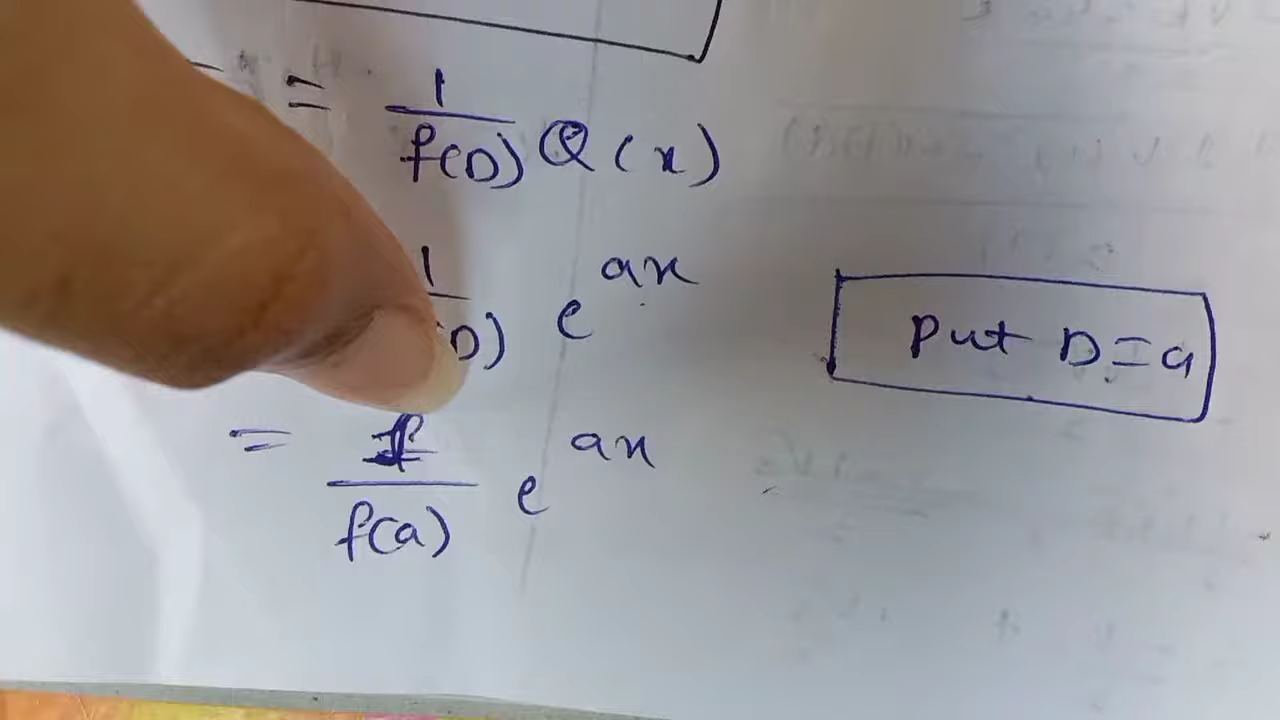 = 1/f(D) Q(x)
1/D) e^ax
Put D=a
= 1/f(a) e^ax